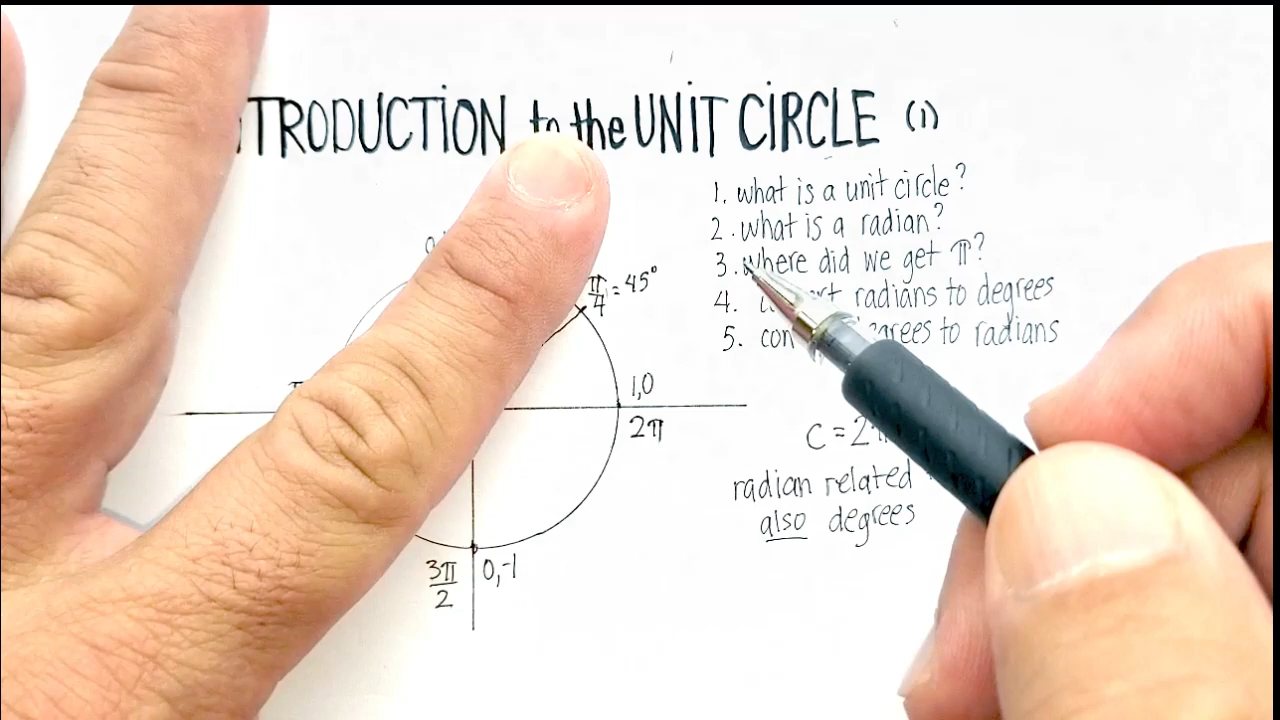 NTRODUCTION to the UNIT CIRCLE (1)
1. what is a unit circle?
2. what is a radian?
3. where did we get π?
4. radians to degrees
5. con to radians
π/4 = 45°
1,0
2π
C = 2π
radian related
also degrees
3π/2 0,-1